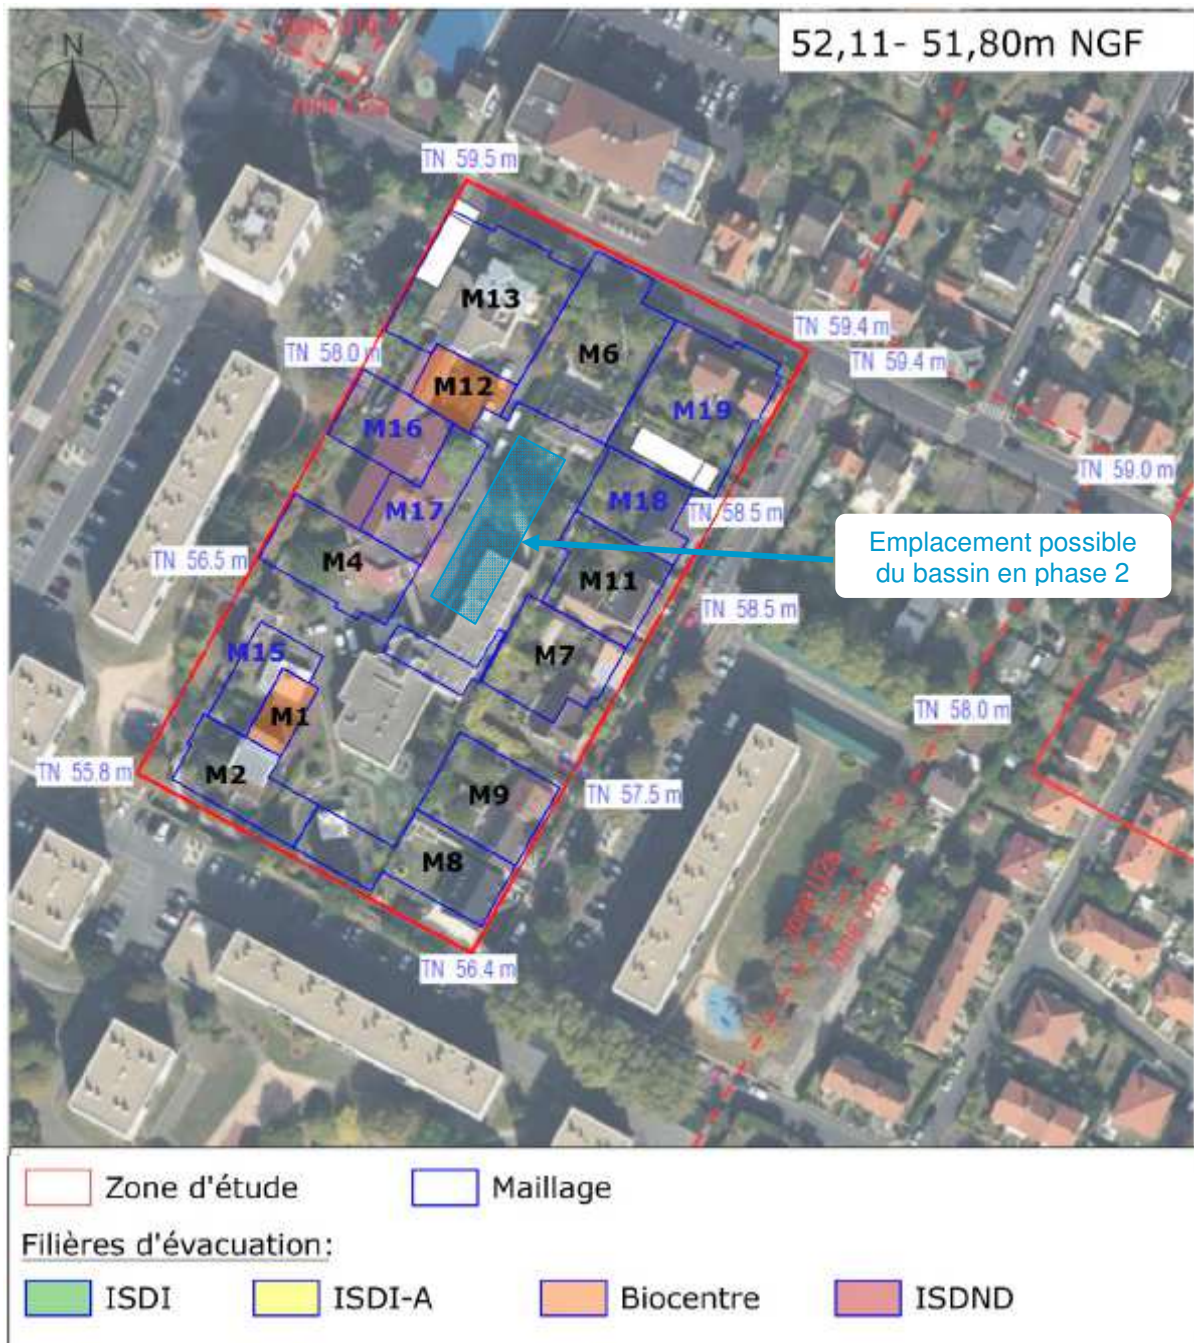 52,11- 51,80m NGF
N
zone U1a
TN 59.5 m
TN 59.4 m
TN 59.4 m
TN 58.0 m
TN 59.0 m
TN 58.5 m
TN 56.5 m
TN 58.5 m
TN 58.0 m
TN 55.8 m
TN 57.5 m
TN 56.4 m
M13
M6
M12
M19
M16
M18
M17
M4
M11
M15
M7
M1
M2
M9
M8
Emplacement possible
du bassin en phase 2
Zone d'étude
Maillage
Filières d'évacuation:
ISDI
ISDI-A
Biocentre
ISDND